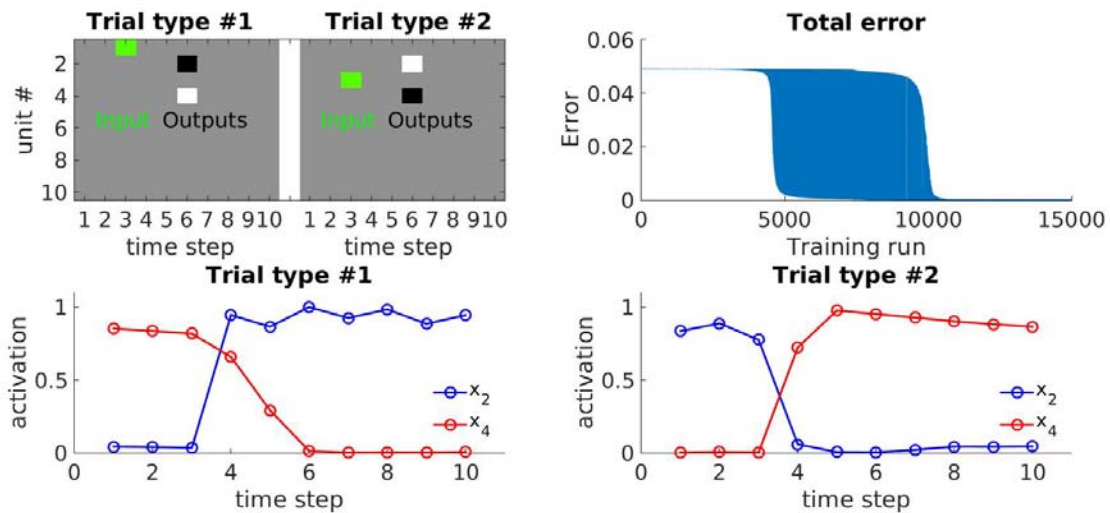 Trial type #1
Trial type #2
unit #
2
4
6
8
10
Input
Outputs
Input
Outputs
1 2 3 4 5 6 7 8 9 10
1 2 3 4 5 6 7 8 9 10
time step
time step
Total error
Error
0.06
0.04
0.02
0
0
5000
10000
15000
Training run
Trial type #1
activation
1
0.5
0
x2
x4
0 2 4 6 8 10
time step
Trial type #2
activation
1
0.5
0
x2
x4
0 2 4 6 8 10
time step